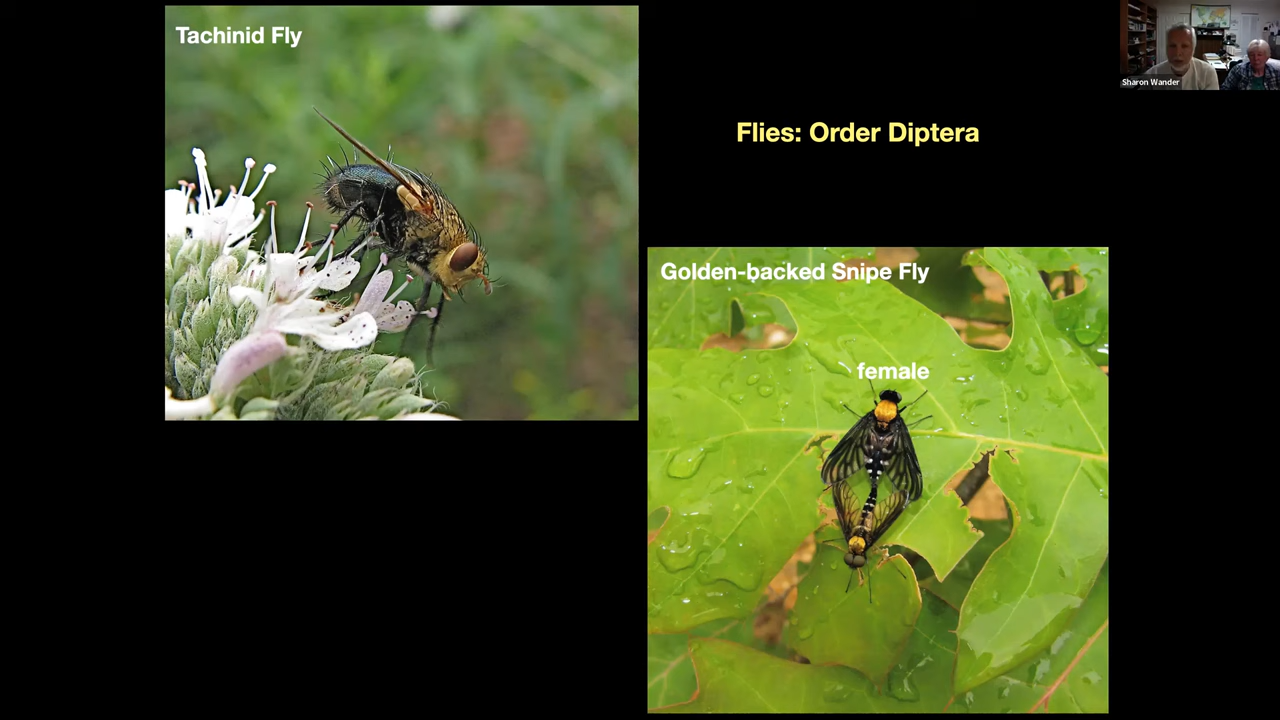 Tachinid Fly
Sharon Wander
Flies: Order Diptera
Golden-backed Snipe Fly
female